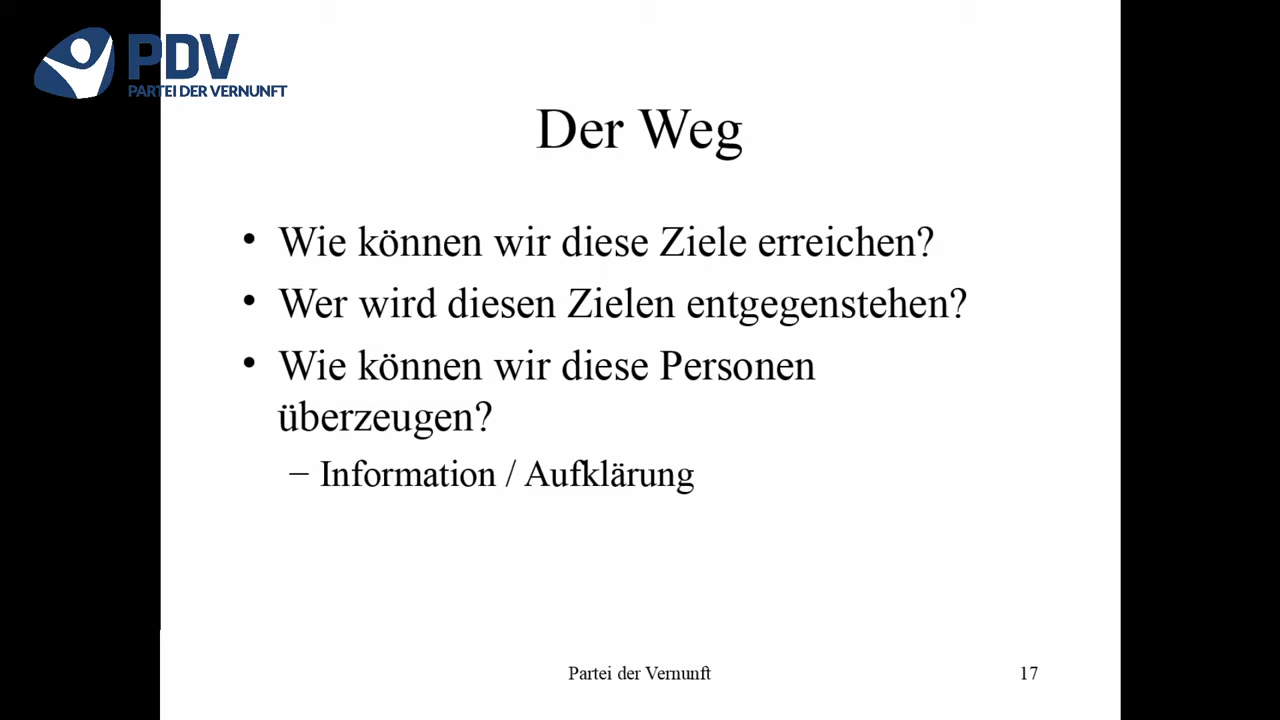 PDV
PARTEI DER VERNUNFT
Der Weg
• Wie können wir diese Ziele erreichen?
• Wer wird diesen Zielen entgegenstehen?
• Wie können wir diese Personen
überzeugen?
– Information / Aufklärung
Partei der Vernunft 17